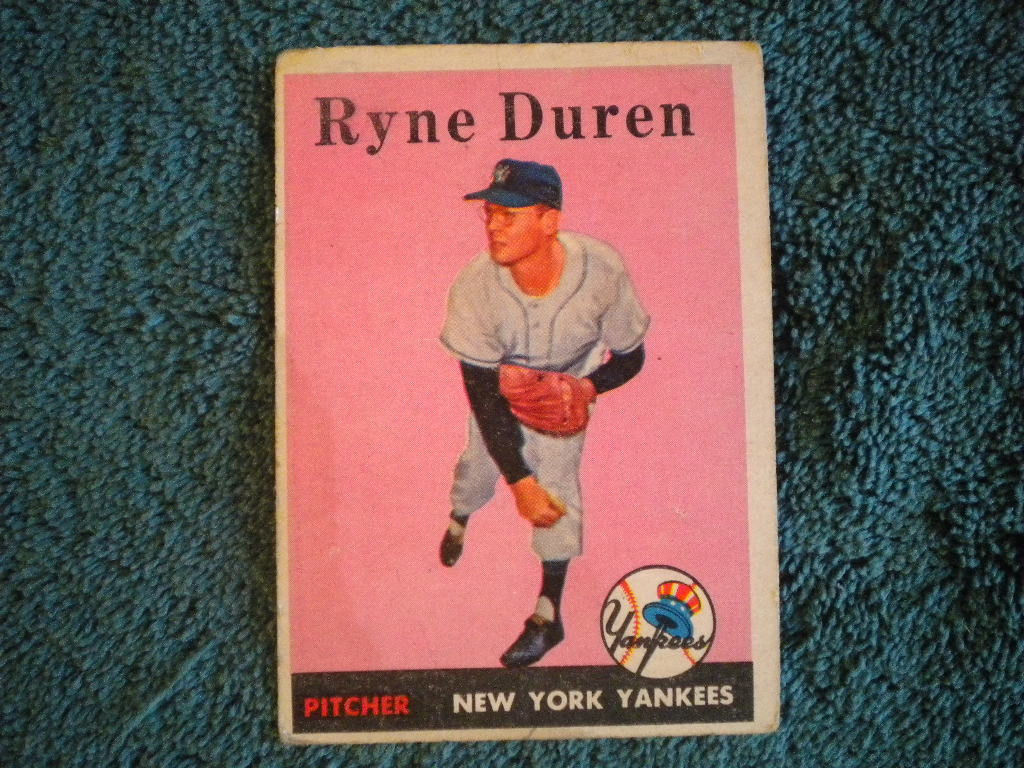 Ryne Duren
Yankees
PITCHER NEW YORK YANKEES